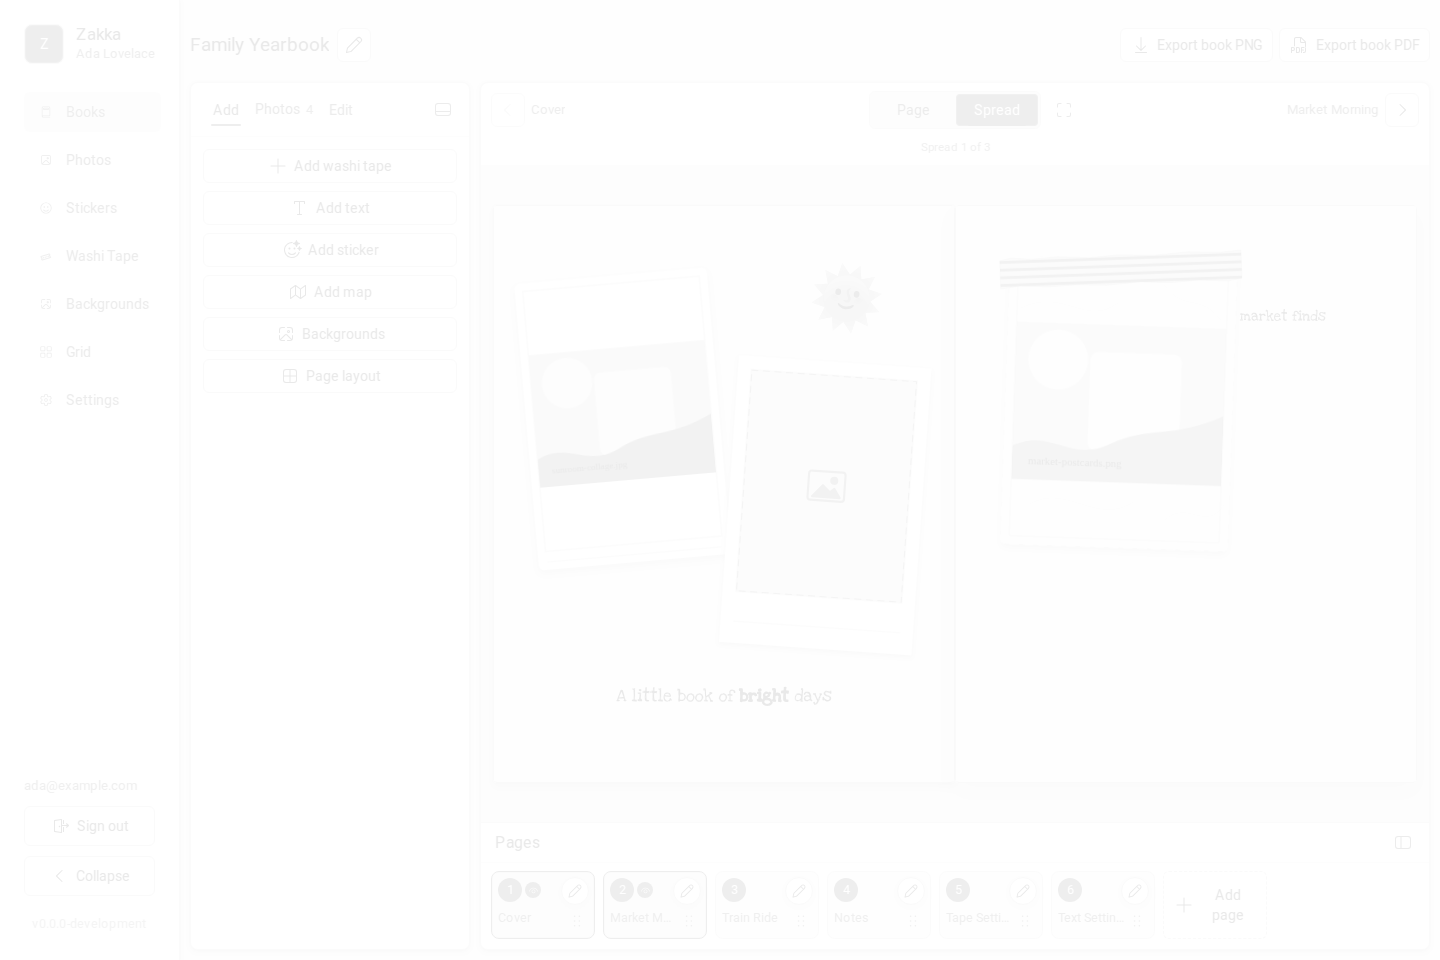 Z
Zakka
Ada Lovelace
Books
Photos
Stickers
Washi Tape
Backgrounds
Grid
Settings
ada@example.com
Sign out
Collapse
v0.0.0-development
Family Yearbook
Export book PNG
PDF
Export book PDF
Add
Photos 4
Edit
Add washi tape
Add text
Add sticker
Add map
Backgrounds
Page layout
Cover
Page
Spread
Market Morning
Spread 1 of 3
market finds
market-postcards.png
A little book of bright days
Pages
1
Cover
2
Market M...
3
Train Ride
4
Notes
5
Tape Setti...
6
Text Settin...
Add
page